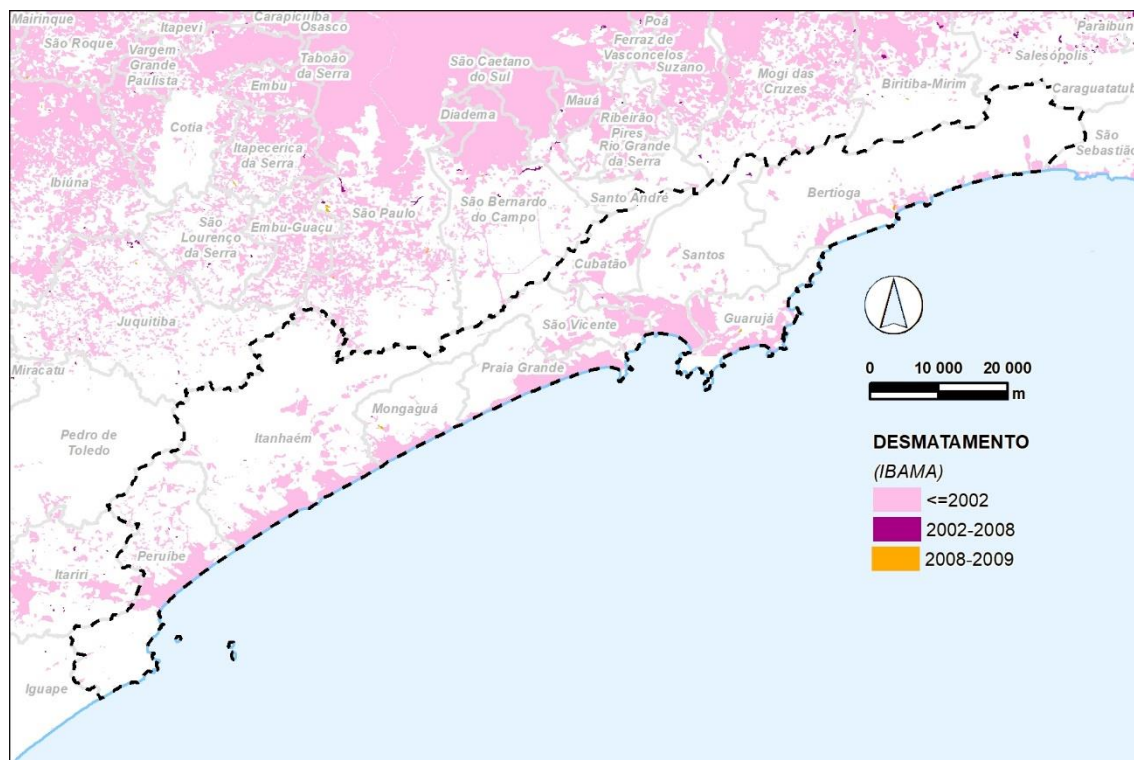 Mairinque
Itapevi
Carapicuíba
Osasco
São Roque
Vargem
Grande
Paulista
Taboão
da Serra
Embu
Cotia
Itapecerica
da Serra
Ibiúna
São
Lourenço
da Serra
Embu-Guaçu
São Paulo
São Caetano
do Sul
Diadema
Mauá
Poá
Ferraz de
Vasconcelos
Suzano
Ribeirão
Pires
Rio Grande
da Serra
Mogi das
Cruzes
Biritiba-Mirim
Salesópolis
Paraibun
Caraguatatub
São
Sebastião
São Bernardo
do Campo
Santo André
Bertioga
Cubatão
Santos
Guarujá
São Vicente
Praia Grande
Juquitiba
Miracatu
Mongaguá
Itanhaém
Pedro de
Toledo
Peruíbe
Itariri
Iguape
0 10 000 20 000
m
DESMATAMENTO
(IBAMA)
<=2002
2002-2008
2008-2009